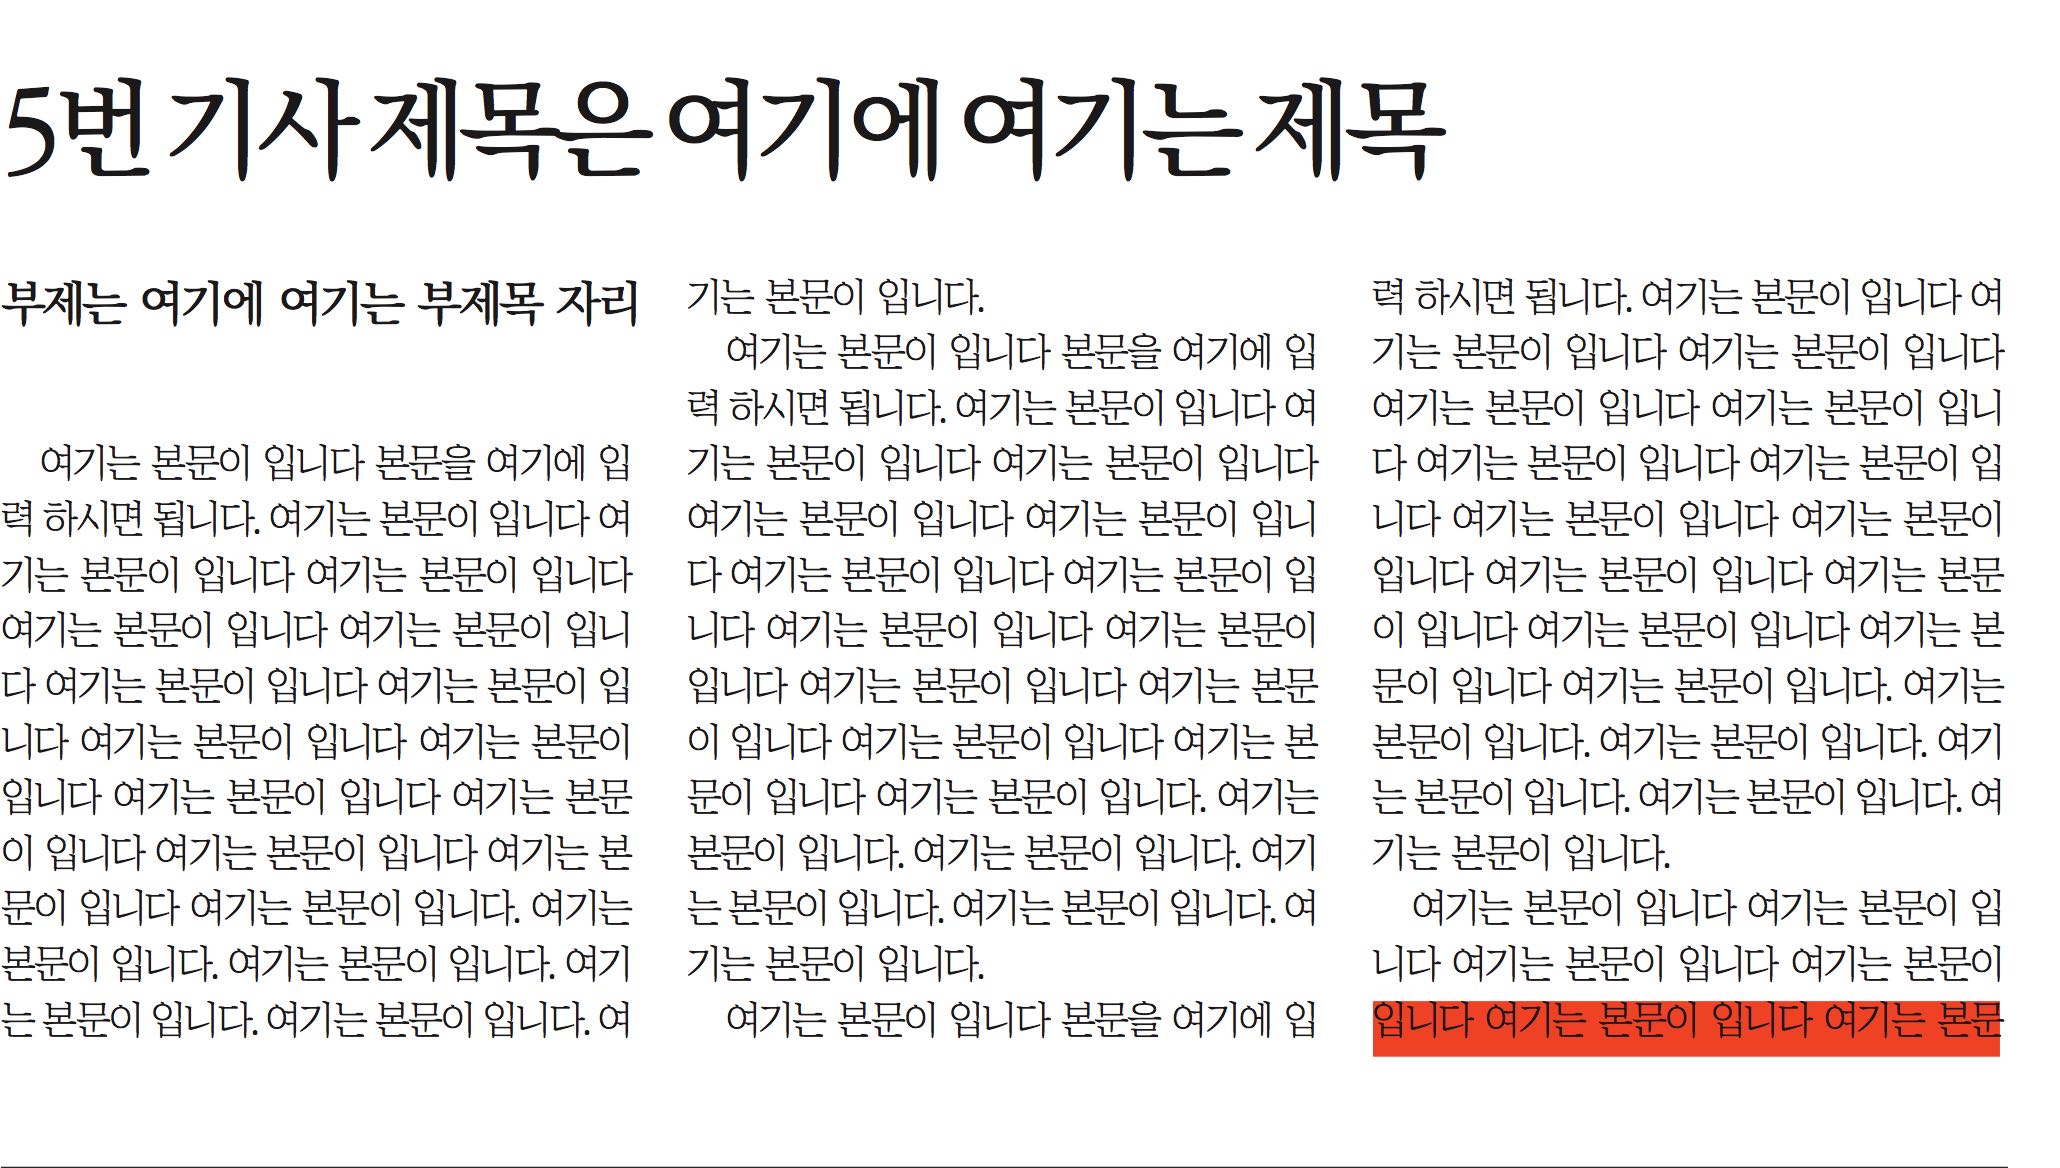 5번 기사 제목은 여기에 여기는 제목
부제는 여기에 여기는 부제목 자리
여기는 본문이 입니다 본문을 여기에 입
력 하시면 됩니다. 여기는 본문이 입니다 여
기는 본문이 입니다 여기는 본문이 입니다
여기는 본문이 입니다 여기는 본문이 입니
다 여기는 본문이 입니다 여기는 본문이 입
니다 여기는 본문이 입니다 여기는 본문이
입니다 여기는 본문이 입니다 여기는 본문
이 입니다 여기는 본문이 입니다 여기는 본
문이 입니다 여기는 본문이 입니다. 여기는
본문이 입니다. 여기는 본문이 입니다. 여기
는 본문이 입니다. 여기는 본문이 입니다. 여
기는 본문이 입니다.
여기는 본문이 입니다 본문을 여기에 입
력 하시면 됩니다. 여기는 본문이 입니다 여
기는 본문이 입니다 여기는 본문이 입니다
여기는 본문이 입니다 여기는 본문이 입니
다 여기는 본문이 입니다 여기는 본문이 입
니다 여기는 본문이 입니다 여기는 본문이
입니다 여기는 본문이 입니다 여기는 본문
이 입니다 여기는 본문이 입니다 여기는 본
문이 입니다 여기는 본문이 입니다. 여기는
본문이 입니다. 여기는 본문이 입니다. 여기
는 본문이 입니다. 여기는 본문이 입니다. 여
기는 본문이 입니다.
여기는 본문이 입니다 본문을 여기에 입
력 하시면 됩니다. 여기는 본문이 입니다 여
기는 본문이 입니다 여기는 본문이 입니다
여기는 본문이 입니다 여기는 본문이 입니
다 여기는 본문이 입니다 여기는 본문이 입
니다 여기는 본문이 입니다 여기는 본문이
입니다 여기는 본문이 입니다 여기는 본문
이 입니다 여기는 본문이 입니다 여기는 본
문이 입니다 여기는 본문이 입니다. 여기는
본문이 입니다. 여기는 본문이 입니다. 여기
는 본문이 입니다. 여기는 본문이 입니다. 여
기는 본문이 입니다.
여기는 본문이 입니다 여기는 본문이 입
니다 여기는 본문이 입니다 여기는 본문이
입니다 여기는 본문이 입니다 여기는 본문